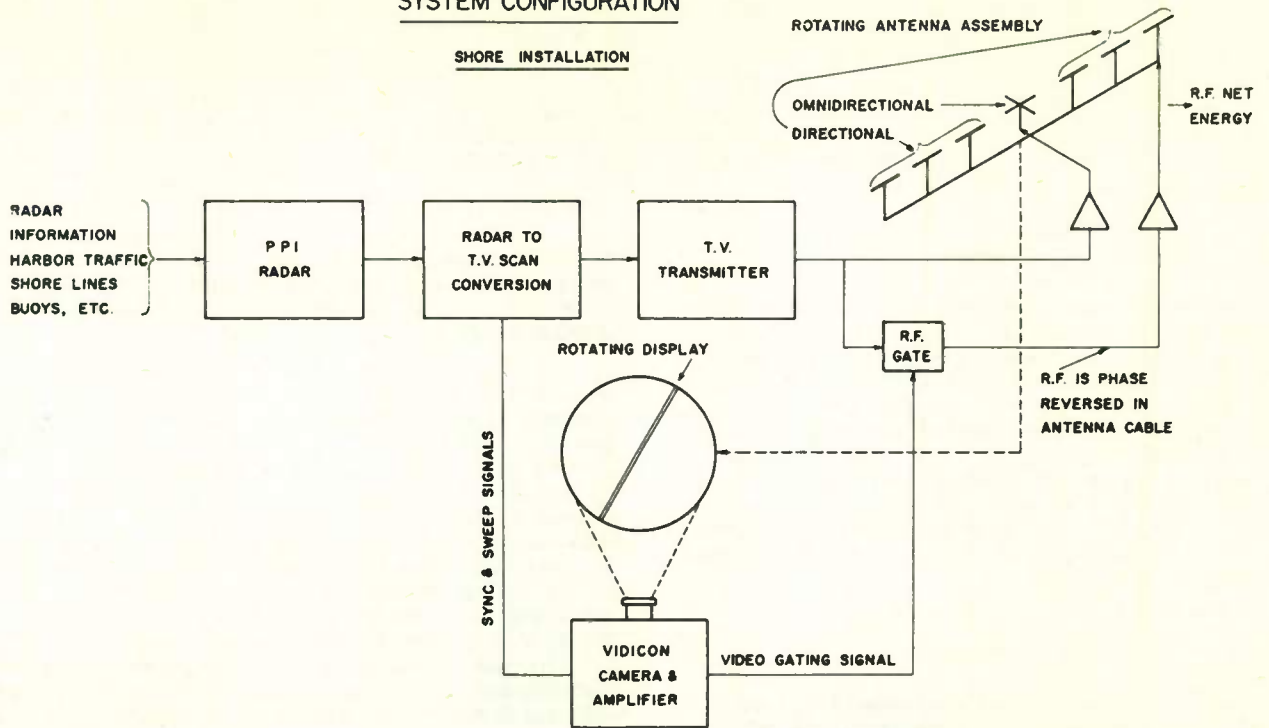 SYSTEM CONFIGURATION
SHORE INSTALLATION
ROTATING ANTENNA ASSEMBLY
OMNIDIRECTIONAL
DIRECTIONAL
R.F. NET
ENERGY
RADAR
INFORMATION
HARBOR TRAFFIC
SHORE LINES
BUOYS, ETC.
PPI
RADAR
RADAR TO
T.V. SCAN
CONVERSION
T.V.
TRANSMITTER
R.F.
GATE
ROTATING DISPLAY
R.F. IS PHASE
REVERSED IN
ANTENNA CABLE
SYNC & SWEEP SIGNALS
VIDICON
CAMERA &
AMPLIFIER
VIDEO GATING SIGNAL